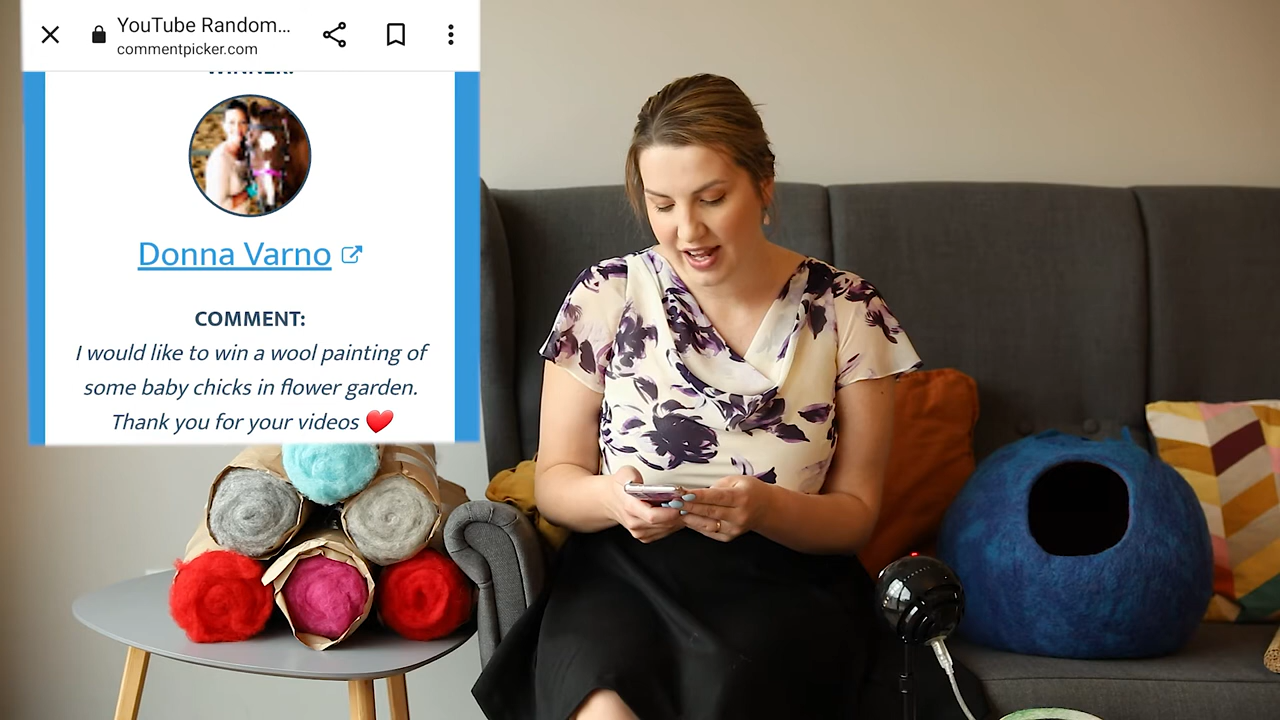 YouTube Random...
commentpicker.com
WINNER!
Donna Varno
COMMENT:
I would like to win a wool painting of
some baby chicks in flower garden.
Thank you for your videos ❤️